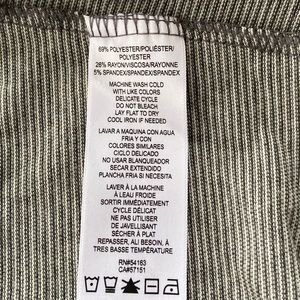 69% POLYESTER/POLIÉSTER/
POLYESTER
26% RAYON/VISCOSA/RAYONNE
5% SPANDEX/SPANDEX/SPANDEX
MACHINE WASH COLD
WITH LIKE COLORS
DELICATE CYCLE
DO NOT BLEACH
LAY FLAT TO DRY
COOL IRON IF NEEDED
LAVAR A MAQUINA CON AGUA
FRIA Y CON
COLORES SIMILARES
CICLO DELICADO
NO USAR BLANQUEADOR
SECAR EXTENDIDO
PLANCHA FRIA SI NECESITA
LAVER À LA MACHINE
À L'EAU FROIDE
SORTIR IMMÉDIATEMENT
CYCLE DÉLICAT
NE PAS UTILISER
DE JAVELLISANT
SÉCHER À PLAT
REPASSER, AU BESOIN, À
TRÈS BASSE TEMPÉRATURE
RN#54163
CA#57151